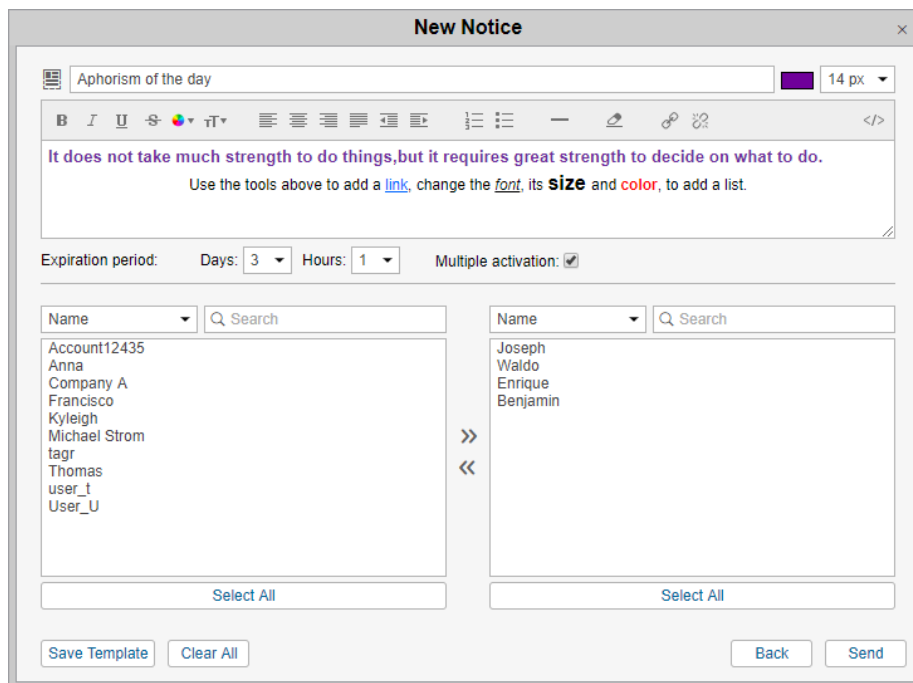 New Notice
×
Aphorism of the day
14 px
B I U S TT </>
It does not take much strength to do things,but it requires great strength to decide on what to do.
Use the tools above to add a link, change the font, its size and color, to add a list.
Expiration period: Days: 3 Hours: 1 Multiple activation:
Name Search
Account12435
Anna
Company A
Francisco
Kyleigh
Michael Strom
tagr
Thomas
user_t
User_U
Select All
»
«
Name Search
Joseph
Waldo
Enrique
Benjamin
Select All
Save Template Clear All Back Send